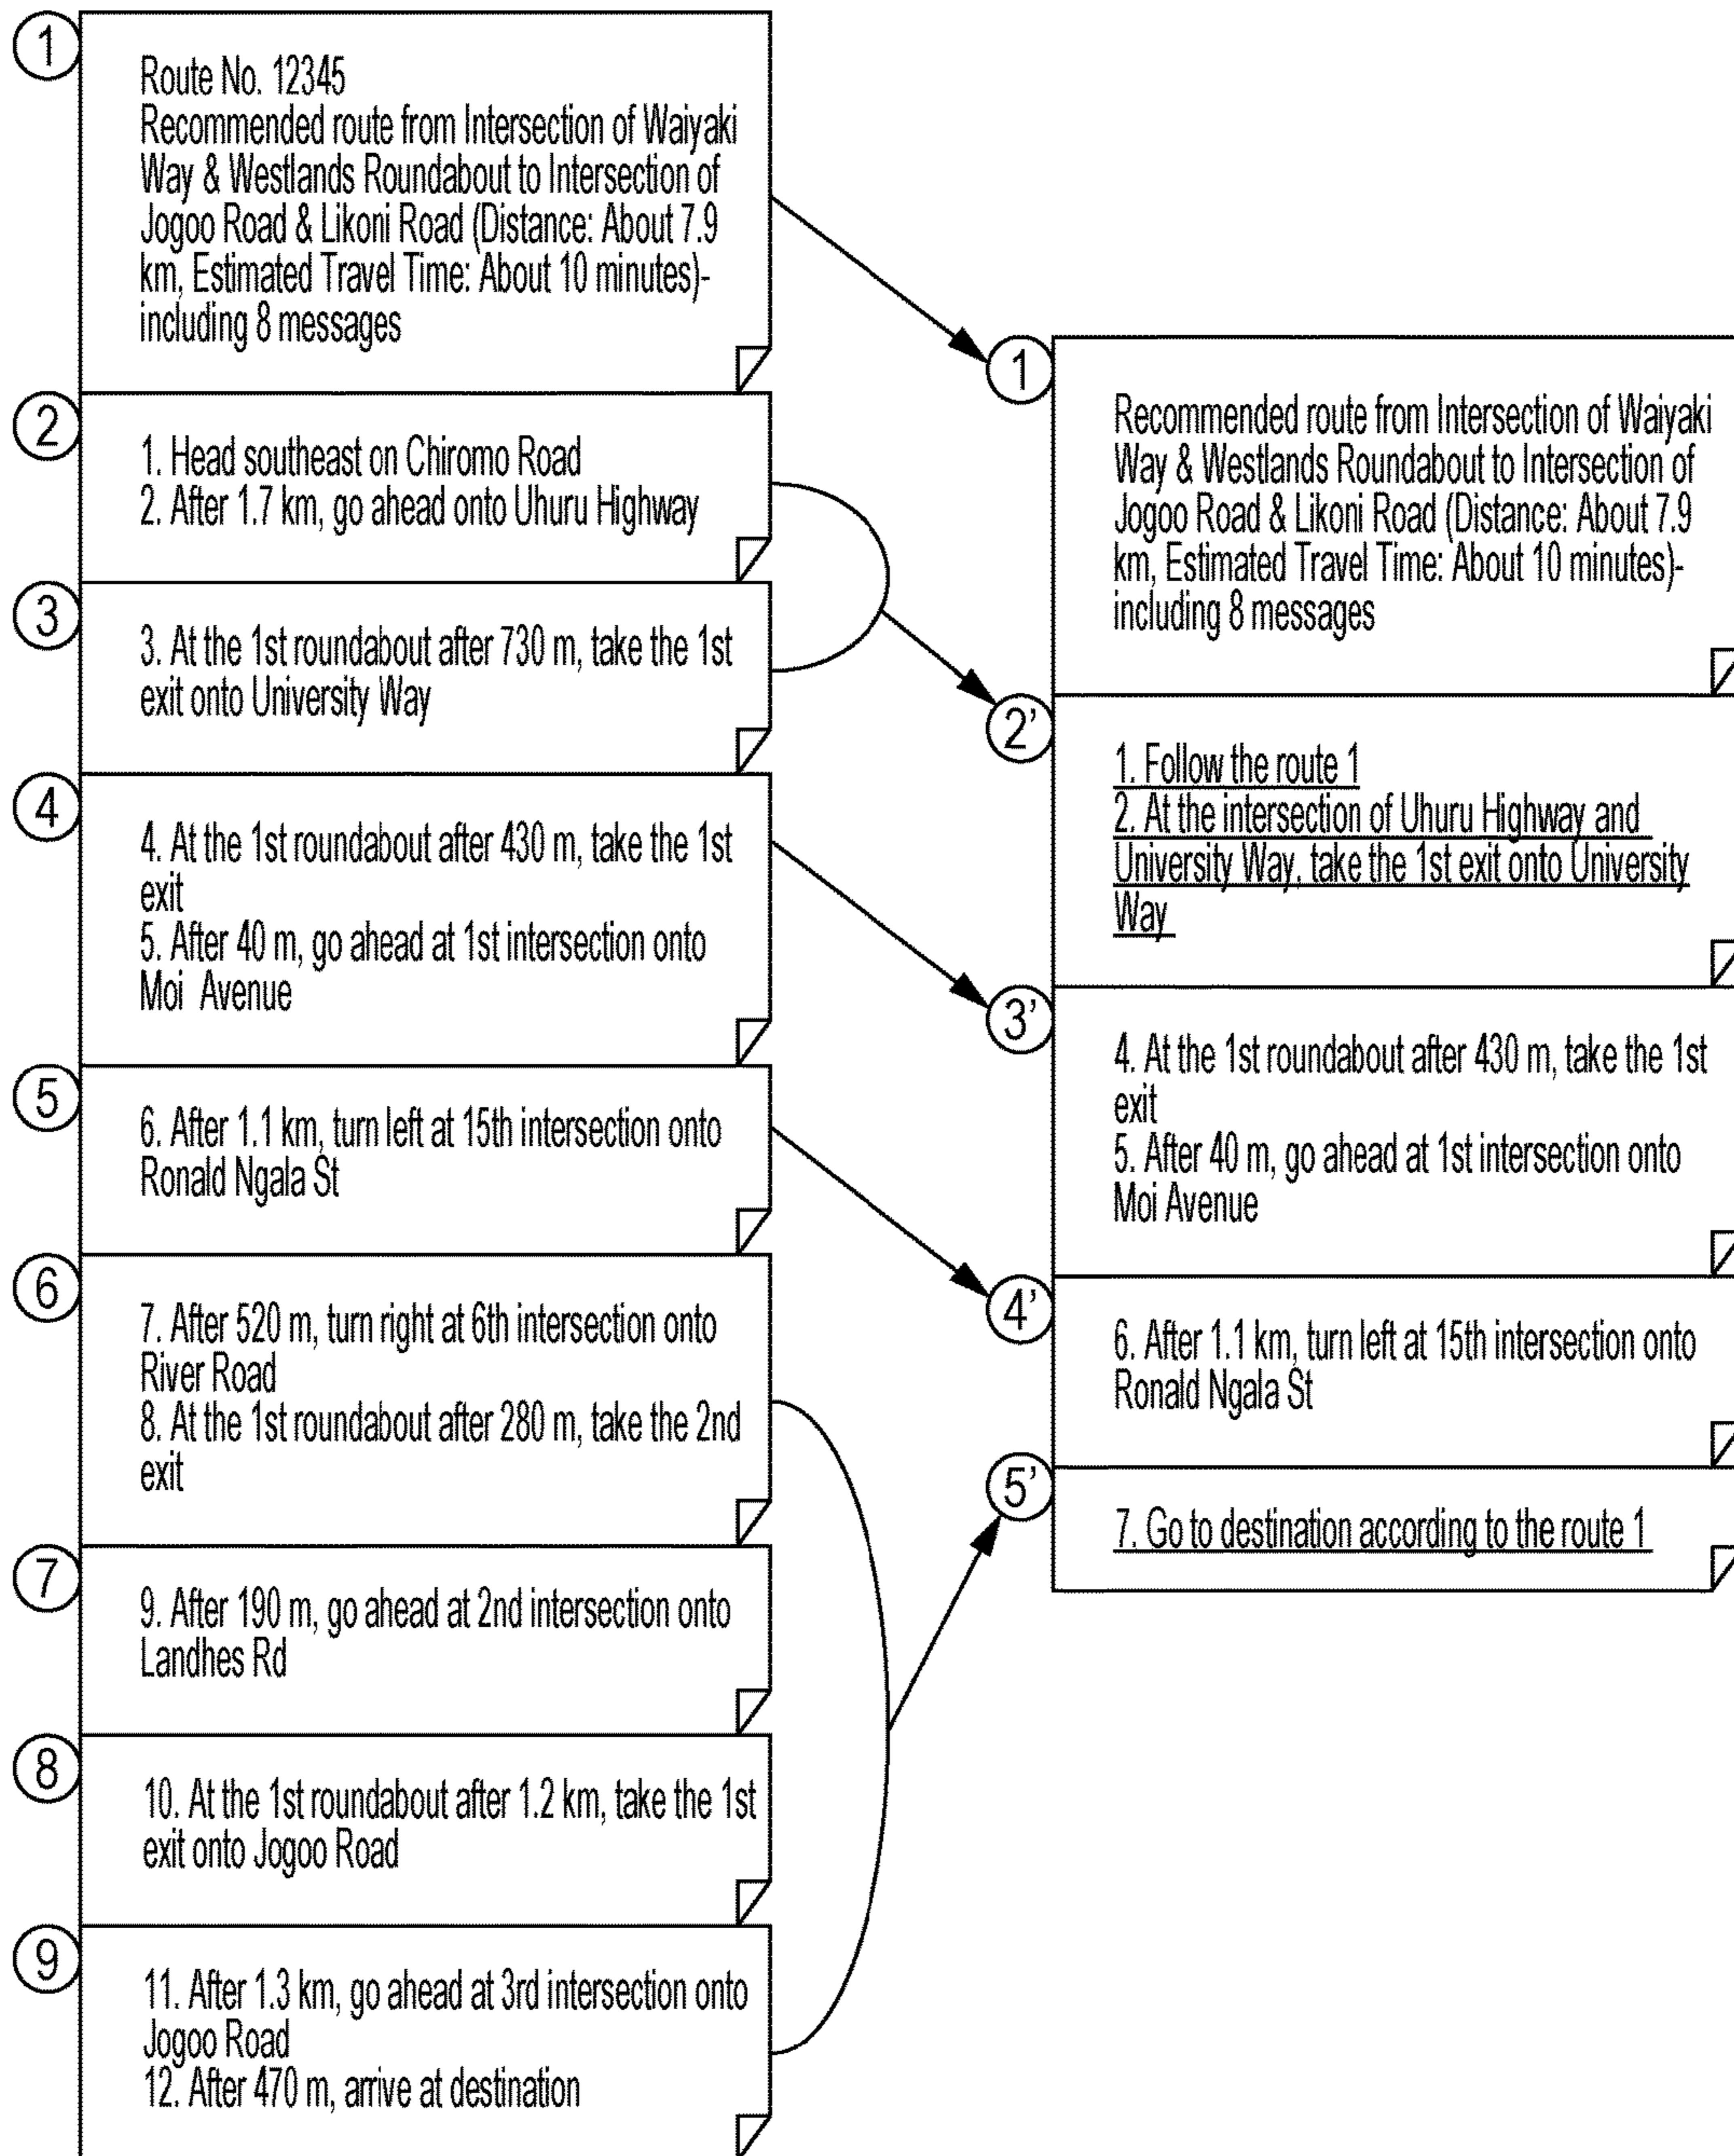 1
Route No. 12345
Recommended route from Intersection of Waiyaki
Way & Westlands Roundabout to Intersection of
Jogoo Road & Likoni Road (Distance: About 7.9
km, Estimated Travel Time: About 10 minutes)-
including 8 messages
2
1. Head southeast on Chiromo Road
2. After 1.7 km, go ahead onto Uhuru Highway
3
3. At the 1st roundabout after 730 m, take the 1st
exit onto University Way
4
4. At the 1st roundabout after 430 m, take the 1st
exit
5. After 40 m, go ahead at 1st intersection onto
Moi Avenue
5
6. After 1.1 km, turn left at 15th intersection onto
Ronald Ngala St
6
7. After 520 m, turn right at 6th intersection onto
River Road
8. At the 1st roundabout after 280 m, take the 2nd
exit
7
9. After 190 m, go ahead at 2nd intersection onto
Landhes Rd
8
10. At the 1st roundabout after 1.2 km, take the 1st
exit onto Jogoo Road
9
11. After 1.3 km, go ahead at 3rd intersection onto
Jogoo Road
12. After 470 m, arrive at destination
1
Recommended route from Intersection of Waiyaki
Way & Westlands Roundabout to Intersection of
Jogoo Road & Likoni Road (Distance: About 7.9
km, Estimated Travel Time: About 10 minutes)-
including 8 messages
2'
1. Follow the route 1
2. At the intersection of Uhuru Highway and
University Way, take the 1st exit onto University
Way
3'
4. At the 1st roundabout after 430 m, take the 1st
exit
5. After 40 m, go ahead at 1st intersection onto
Moi Avenue
4'
6. After 1.1 km, turn left at 15th intersection onto
Ronald Ngala St
5'
7. Go to destination according to the route 1